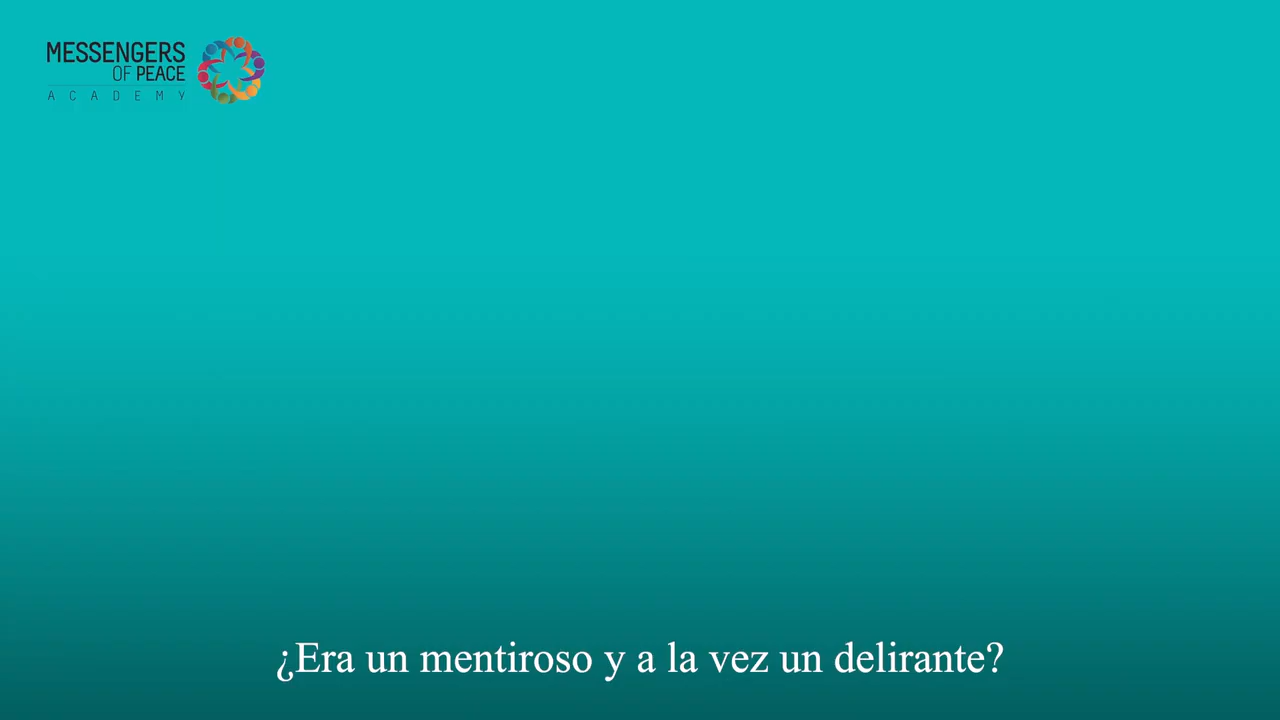 MESSENGERS
OF PEACE
ACADEMY
¿Era un mentiroso y a la vez un delirante?